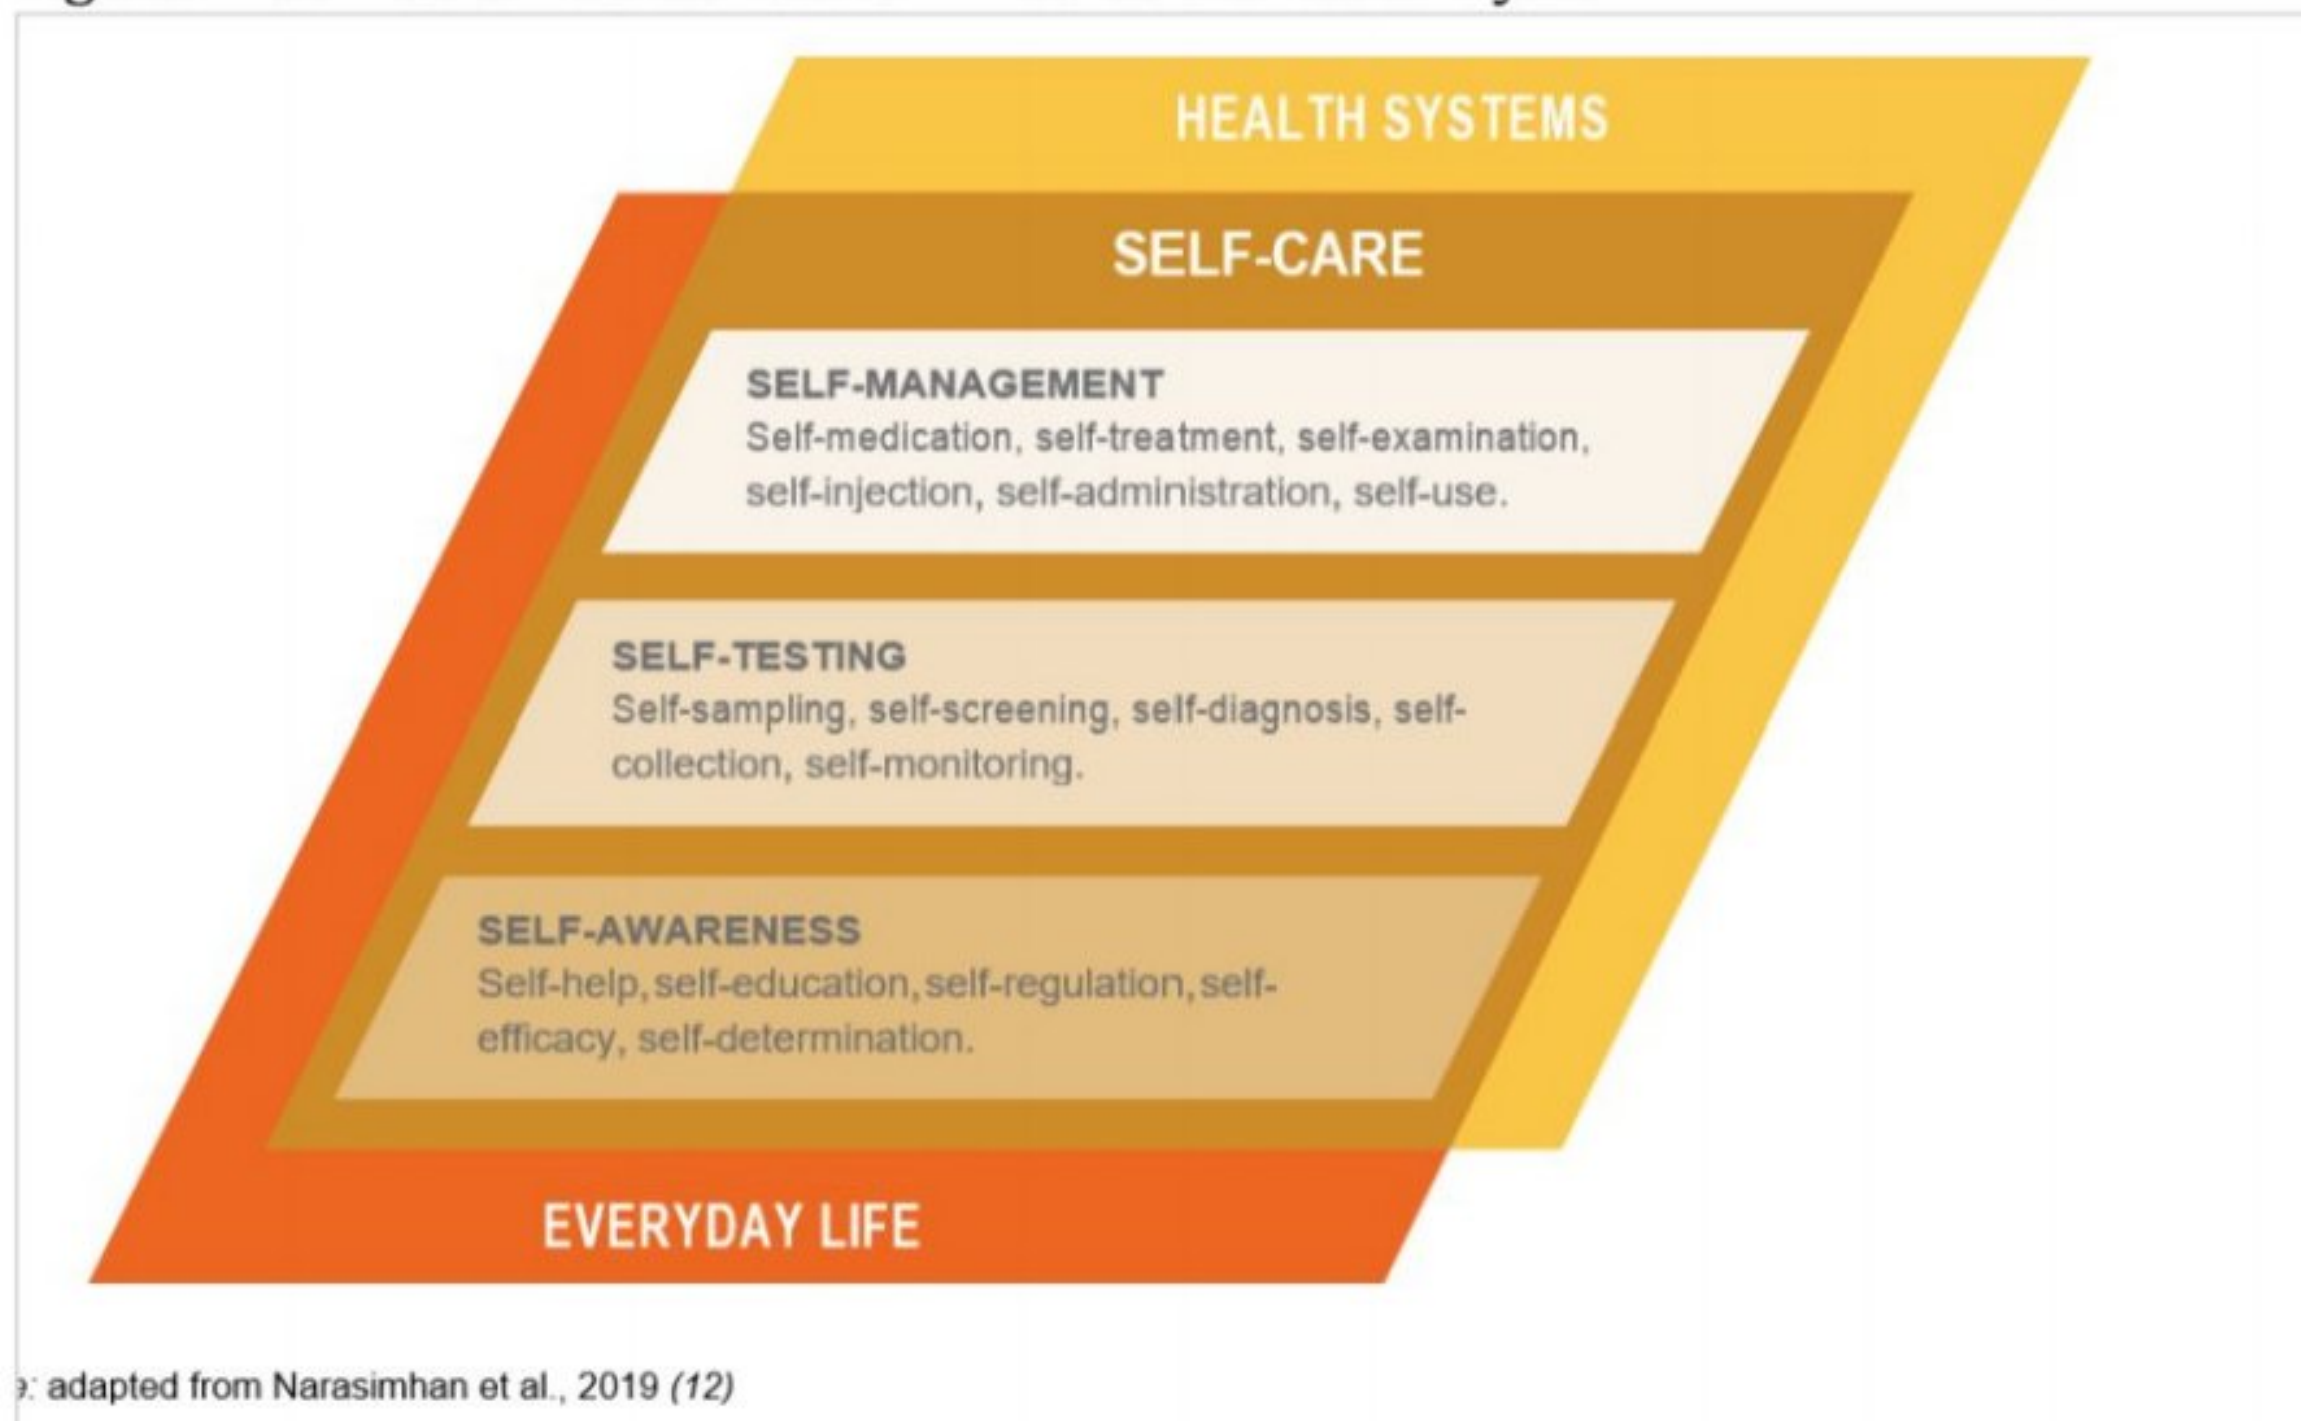 HEALTH SYSTEMS
SELF-CARE
SELF-MANAGEMENT
Self-medication, self-treatment, self-examination,
self-injection, self-administration, self-use.
SELF-TESTING
Self-sampling, self-screening, self-diagnosis, self-
collection, self-monitoring.
SELF-AWARENESS
Self-help, self-education, self-regulation, self-
efficacy, self-determination.
EVERYDAY LIFE
adapted from Narasimhan et al., 2019 (12)